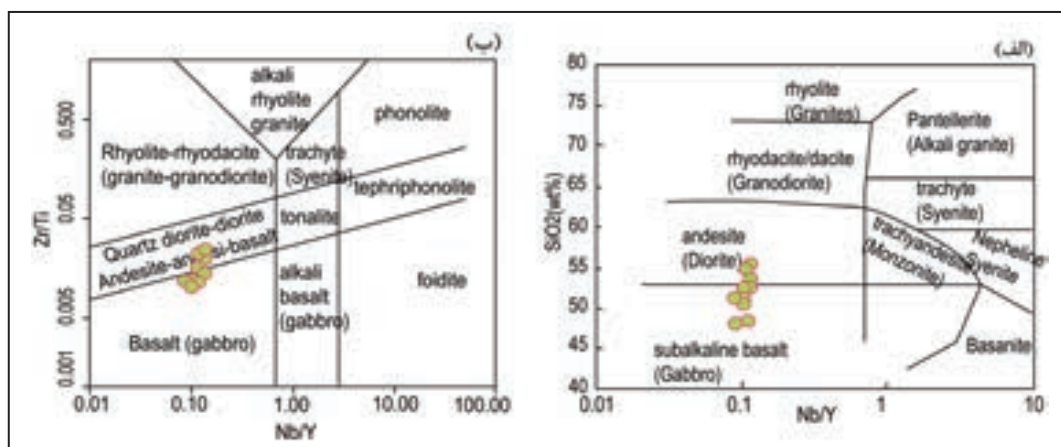 (ب)
alkali
rhyolite
granite
phonolite
Rhyolite-rhyodacite
(granite-granodiorite)
trachyte
(Syenite)
tephriphonolite
Quartz diorite-diorite
tonalite
alkali
basalt
(gabbro)
foidite
Basalt (gabbro)
Zr/Ti
0.500
0.05
0.005
0.001
0.01
0.10
1.00
10.00
100.00
Nb/Y
(الف)
rhyolite
(Granites)
Pantellerite
(Alkali granite)
rhyodacite/dacite
(Granodiorite)
trachyte
(Syenite)
andesite
(Diorite)
trachyandesite
(Monzonite)
Nepheline
Syenite
subalkaline basalt
(Gabbro)
Basanite
SiO2(wt%)
80
75
70
65
60
55
50
45
40
0.01
0.1
1
10
Nb/Y